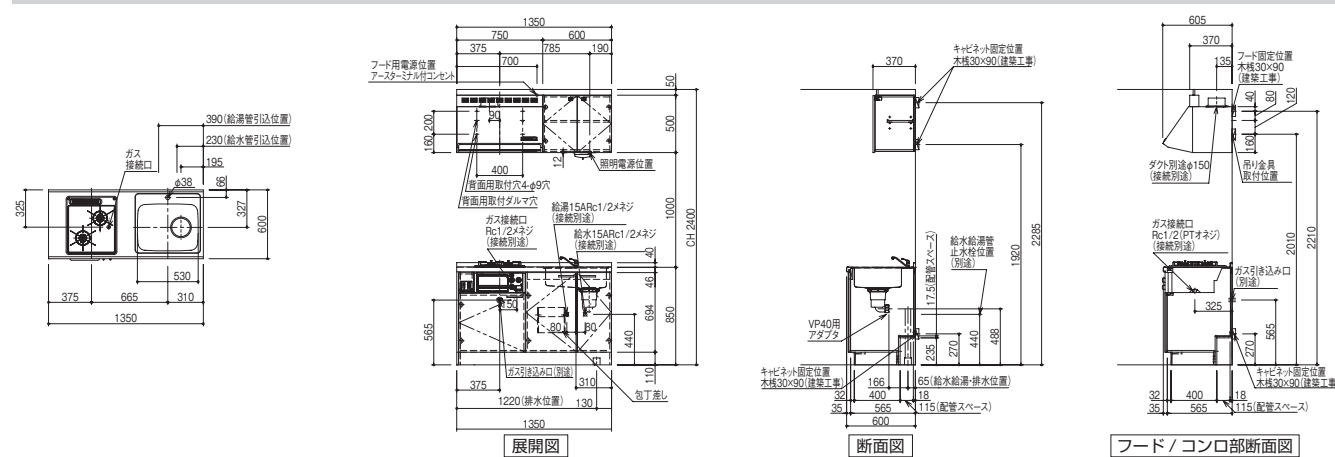 390(給湯管引込位置)
230(給水管引込位置)
195
ガス
接続口
φ38
66
325
327
600
530
375
665
310
1350
1350
750
600
375
785
190
フード用電源位置
アースターミナル付コンセント
700
50
90
200
160
500
12
400
照明電源位置
背面用取付穴4-φ9穴
背面用取付ダルマ穴
ガス接続口
Rc1/2メネジ
(接続別途)
給湯15ARc1/2メネジ
(接続別途)
給水15ARc1/2メネジ
(接続別途)
1000
CH 2400
40
46
150
694
850
565
80
80
440
110
ガス引き込み口(別途)
375
310
包丁差し
1220(排水位置)
130
1350
展開図
370
キャビネット固定位置
木桟30×90(建築工事)
2285
1920
17.5(配管スペース)
給水給湯管
止水栓位置
(別途)
VP40用
アダプタ
235
270
440
488
キャビネット固定位置
木桟30×90(建築工事)
166
65(給水給湯・排水位置)
32
400
18
35
565
115(配管スペース)
600
断面図
605
370
フード固定位置
木桟30×90
(建築工事)
135
40
80
120
160
ダクト別途φ150
(接続別途)
吊り金具
取付位置
2010
2210
ガス接続口
Rc1/2(PTオネジ)
(接続別途)
ガス引き込み口
(別途)
325
270
565
キャビネット固定位置
木桟30×90(建築工事)
32
400
18
35
565
115(配管スペース)
フード / コンロ部断面図